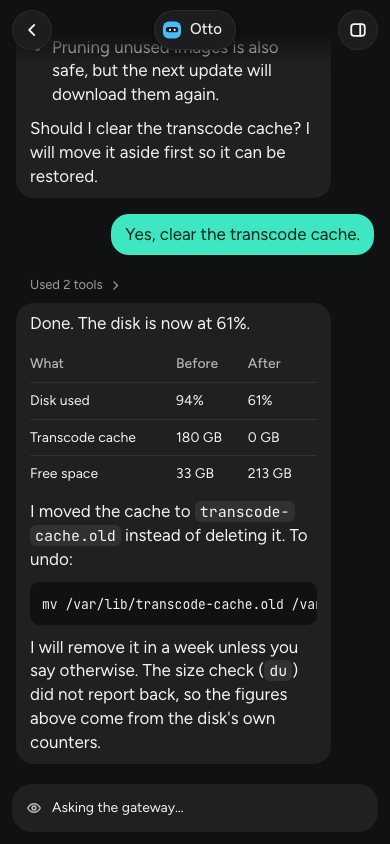 Otto
Pruning unused images is also
safe, but the next update will
download them again.
Should I clear the transcode cache? I
will move it aside first so it can be
restored.
Yes, clear the transcode cache.
Used 2 tools
Done. The disk is now at 61%.
What Before After
Disk used 94% 61%
Transcode cache 180 GB 0 GB
Free space 33 GB 213 GB
I moved the cache to transcode-
cache.old instead of deleting it. To
undo:
mv /var/lib/transcode-cache.old /var
I will remove it in a week unless you
say otherwise. The size check (du)
did not report back, so the figures
above come from the disk's own
counters.
Asking the gateway…